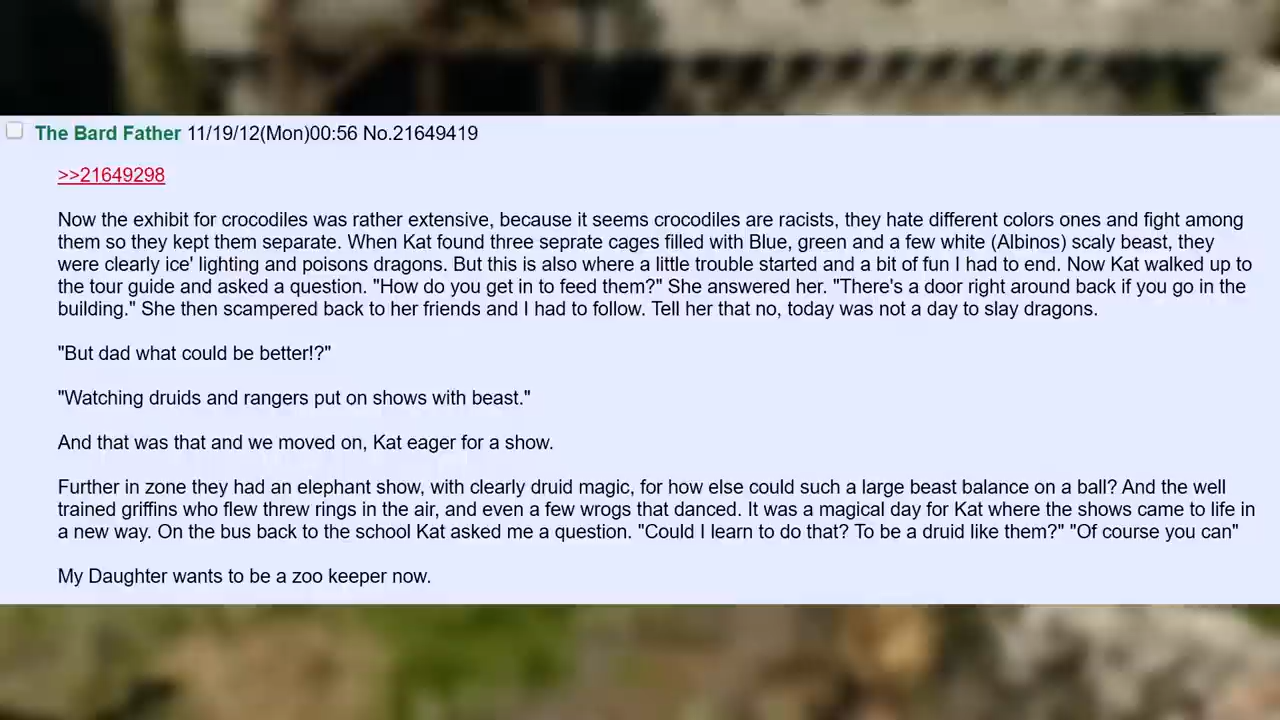 The Bard Father 11/19/12(Mon)00:56 No.21649419
>>21649298
Now the exhibit for crocodiles was rather extensive, because it seems crocodiles are racists, they hate different colors ones and fight among
them so they kept them separate. When Kat found three seprate cages filled with Blue, green and a few white (Albinos) scaly beast, they
were clearly ice' lighting and poisons dragons. But this is also where a little trouble started and a bit of fun I had to end. Now Kat walked up to
the tour guide and asked a question. "How do you get in to feed them?" She answered her. "There's a door right around back if you go in the
building." She then scampered back to her friends and I had to follow. Tell her that no, today was not a day to slay dragons.
"But dad what could be better!?"
"Watching druids and rangers put on shows with beast."
And that was that and we moved on, Kat eager for a show.
Further in zone they had an elephant show, with clearly druid magic, for how else could such a large beast balance on a ball? And the well
trained griffins who flew threw rings in the air, and even a few wrogs that danced. It was a magical day for Kat where the shows came to life in
a new way. On the bus back to the school Kat asked me a question. "Could I learn to do that? To be a druid like them?" "Of course you can"
My Daughter wants to be a zoo keeper now.